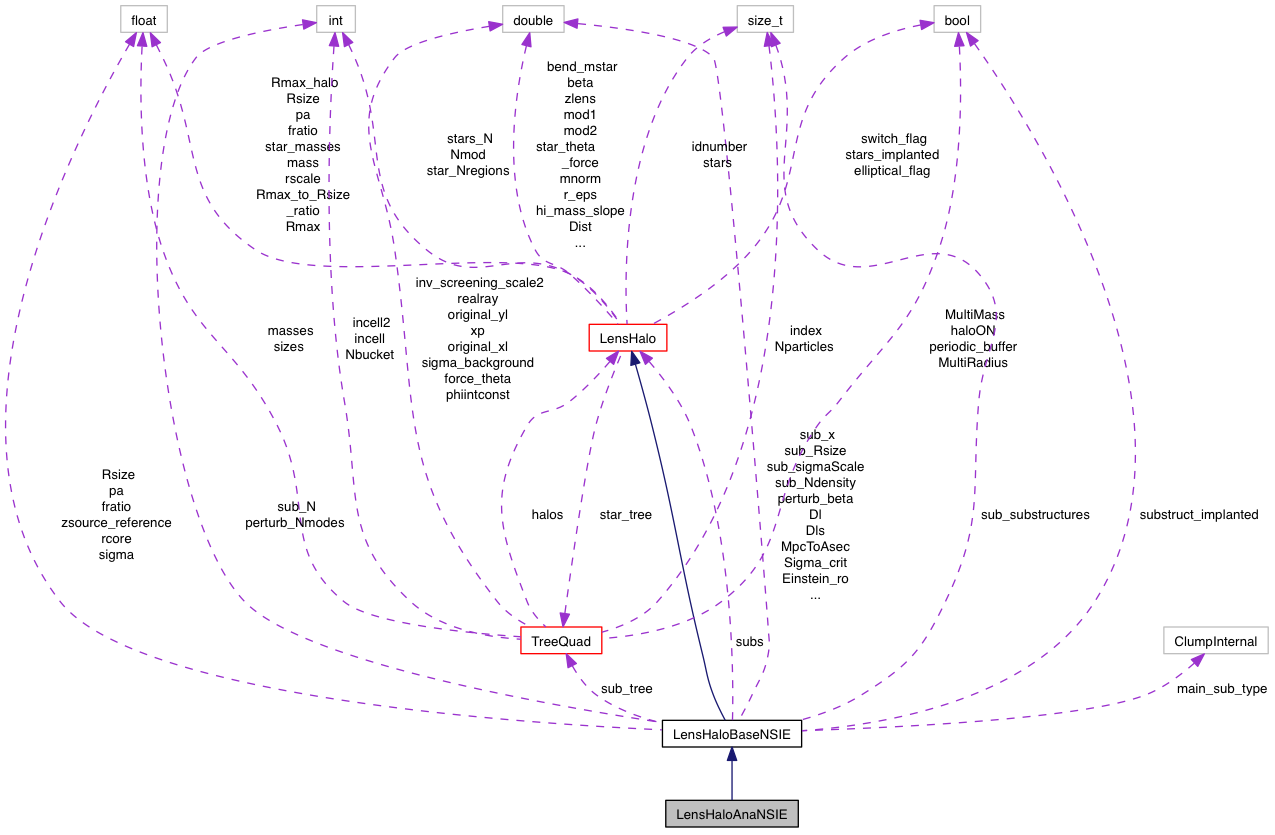 float
int
double
size_t
bool
Rmax_halo
Rsize
pa
fratio
star_masses
mass
rscale
Rmax_to_Rsize
_ratio
Rmax
stars_N
Nmod
star_Nregions
bend_mstar
beta
zlens
mod1
mod2
star_theta
_force
mnorm
r_eps
hi_mass_slope
Dist
...
idnumber
stars
switch_flag
stars_implanted
elliptical_flag
masses
sizes
incell2
incell
Nbucket
inv_screening_scale2
realray
original_yl
xp
original_xl
sigma_background
force_theta
phiintconst
LensHalo
index
Nparticles
MultiMass
haloON
periodic_buffer
MultiRadius
Rsize
pa
fratio
zsource_reference
rcore
sigma
sub_N
perturb_Nmodes
halos
star_tree
sub_x
sub_Rsize
sub_sigmaScale
sub_Ndensity
perturb_beta
Dl
Dls
MpcToAsec
Sigma_crit
Einstein_ro
...
sub_substructures
substruct_implanted
TreeQuad
subs
ClumpInternal
sub_tree
main_sub_type
LensHaloBaseNSIE
LensHaloAnaNSIE